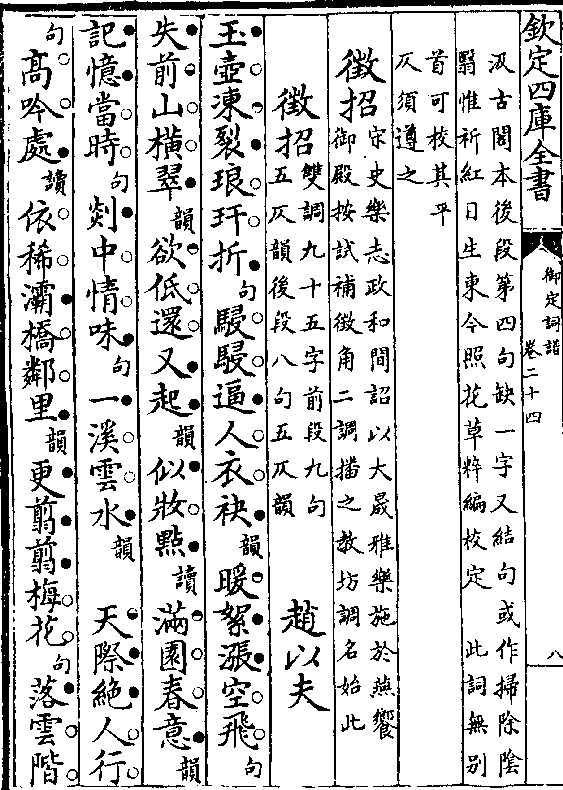 欽定四庫全書
御定詞譜
卷二十四
八
汲古閣本後段第四句缺一字又結句或作掃除陰
翳惟祈紅日生東今照花草粹編校定　此詞無別
首可校其平
仄須遵之
徵招
宋史樂志政和間詔以大晟雅樂施於燕饗
御殿按試補徵角二調播之教坊調名始此
徵招
雙調九十五字前段九句
五仄韻後段八句五仄韻
趙以夫
玉壺凍裂琅玕折句駸駸逼人衣袂韻暖絮漲空飛句
失前山橫翠韻欲低還又起韻似妝點讀滿園春意韻
記憶當時句剡中情味句一溪雲水韻　天際絕人行
句高吟處讀依稀灞橋鄰里韻更翦翦梅花句落雲階